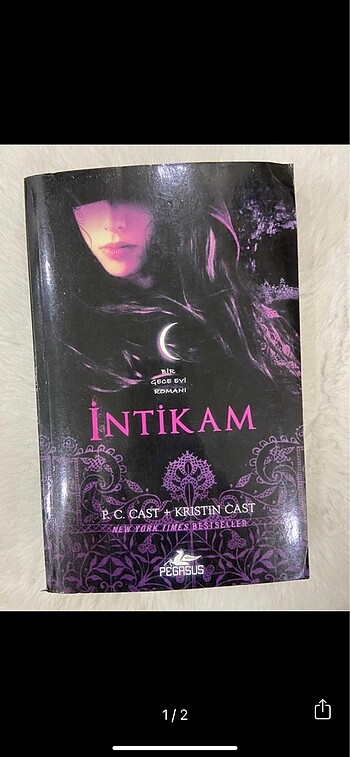 BİR
GECE EVİ
ROMANI
İNTİKAM
P. C. CAST + KRISTIN CAST
NEW YORK TIMES BESTSELLER
PEGASUS
1/2